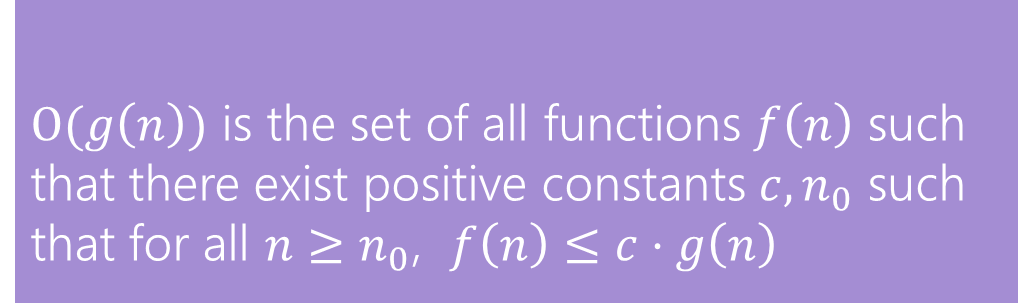 O(g(n)) is the set of all functions f(n) such
that there exist positive constants c, n₀ such
that for all n ≥ n₀, f(n) ≤ c · g(n)